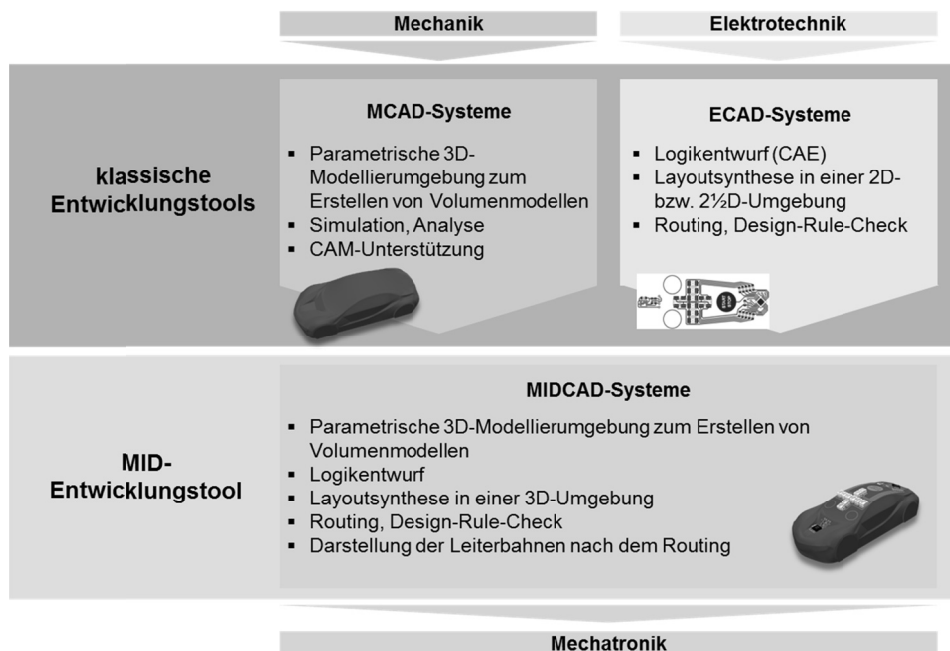 Mechanik
Elektrotechnik
klassische
Entwicklungstools
MCAD-Systeme
▪ Parametrische 3D-
Modellierumgebung zum
Erstellen von Volumenmodellen
▪ Simulation, Analyse
▪ CAM-Unterstützung
ECAD-Systeme
▪ Logikentwurf (CAE)
▪ Layoutsynthese in einer 2D-
bzw. 2½D-Umgebung
▪ Routing, Design-Rule-Check
MID-
Entwicklungstool
MIDCAD-Systeme
▪ Parametrische 3D-Modellierumgebung zum Erstellen von
Volumenmodellen
▪ Logikentwurf
▪ Layoutsynthese in einer 3D-Umgebung
▪ Routing, Design-Rule-Check
▪ Darstellung der Leiterbahnen nach dem Routing
Mechatronik